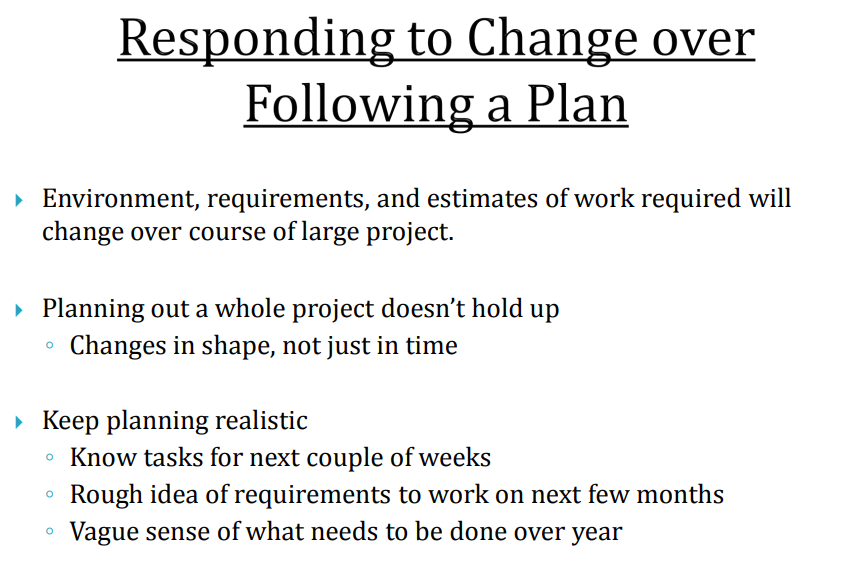 Responding to Change over
Following a Plan
Environment, requirements, and estimates of work required will
change over course of large project.
Planning out a whole project doesn’t hold up
Changes in shape, not just in time
Keep planning realistic
Know tasks for next couple of weeks
Rough idea of requirements to work on next few months
Vague sense of what needs to be done over year